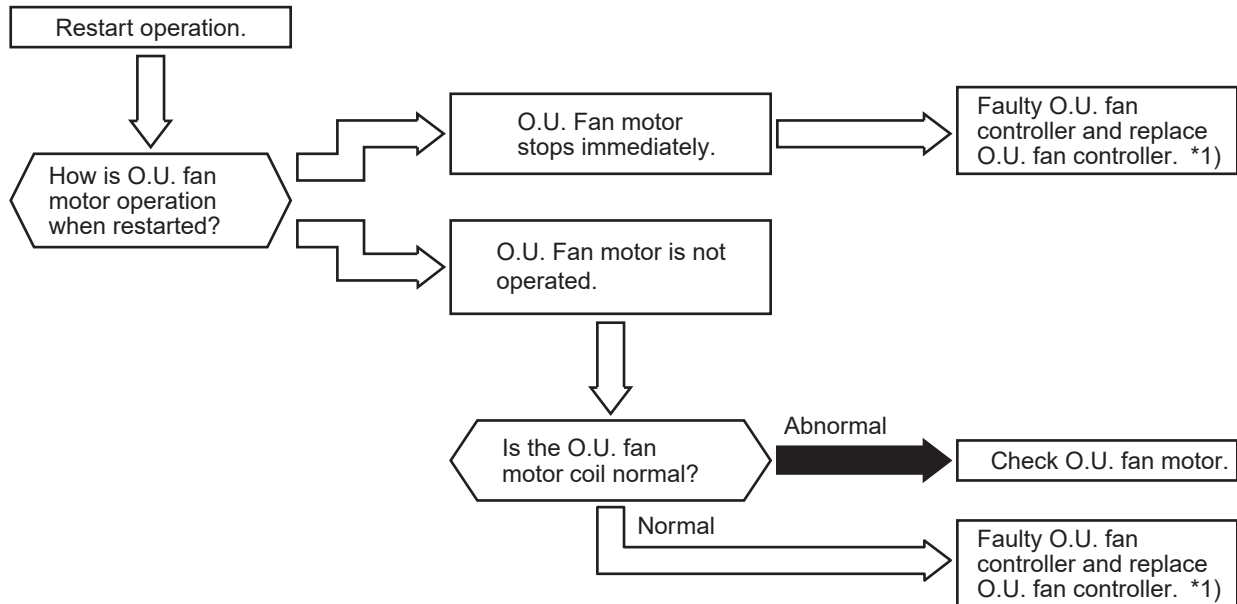 Restart operation.
How is O.U. fan
motor operation
when restarted?
O.U. Fan motor
stops immediately.
Faulty O.U. fan
controller and replace
O.U. fan controller. *1)
O.U. Fan motor is not
operated.
Is the O.U. fan
motor coil normal?
Abnormal
Check O.U. fan motor.
Normal
Faulty O.U. fan
controller and replace
O.U. fan controller. *1)